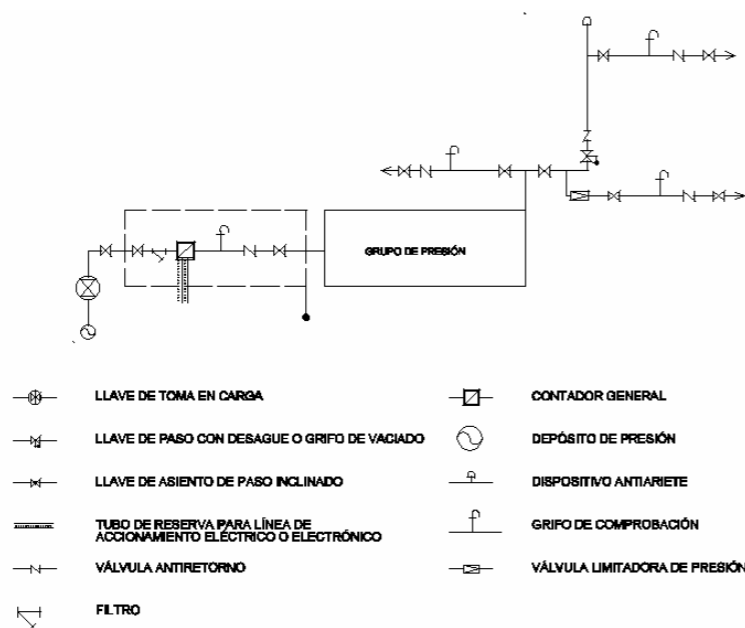 GRUPO DE PRESIÓN
LLAVE DE TOMA EN CARGA
LLAVE DE PASO CON DESAGUE O GRIFO DE VACIADO
LLAVE DE ASIENTO DE PASO INCLINADO
TUBO DE RESERVA PARA LÍNEA DE
ACCIONAMIENTO ELÉCTRICO O ELECTRÓNICO
VÁLVULA ANTIRETORNO
FILTRO
CONTADOR GENERAL
DEPÓSITO DE PRESIÓN
DISPOSITIVO ANTIARIETE
GRIFO DE COMPROBACIÓN
VÁLVULA LIMITADORA DE PRESIÓN